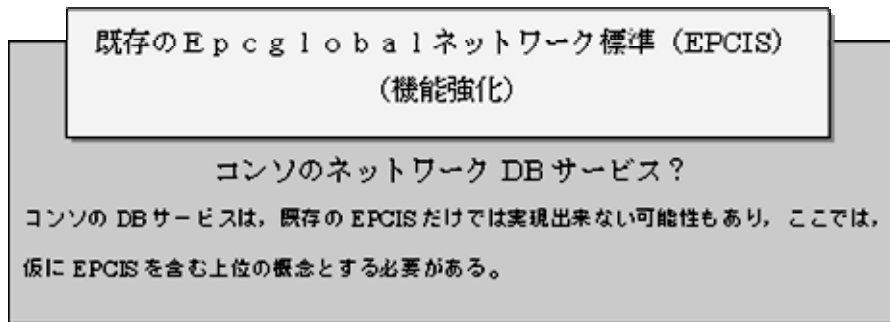 既存のＥｐｃｇｌｏｂａｌネットワーク標準（EPCIS）
（機能強化）
コンソのネットワーク DB サービス？
コンソの DB サービスは，既存の EPCIS だけでは実現出来ない可能性もあり，ここでは，
仮に EPCIS を含む上位の概念とする必要がある。